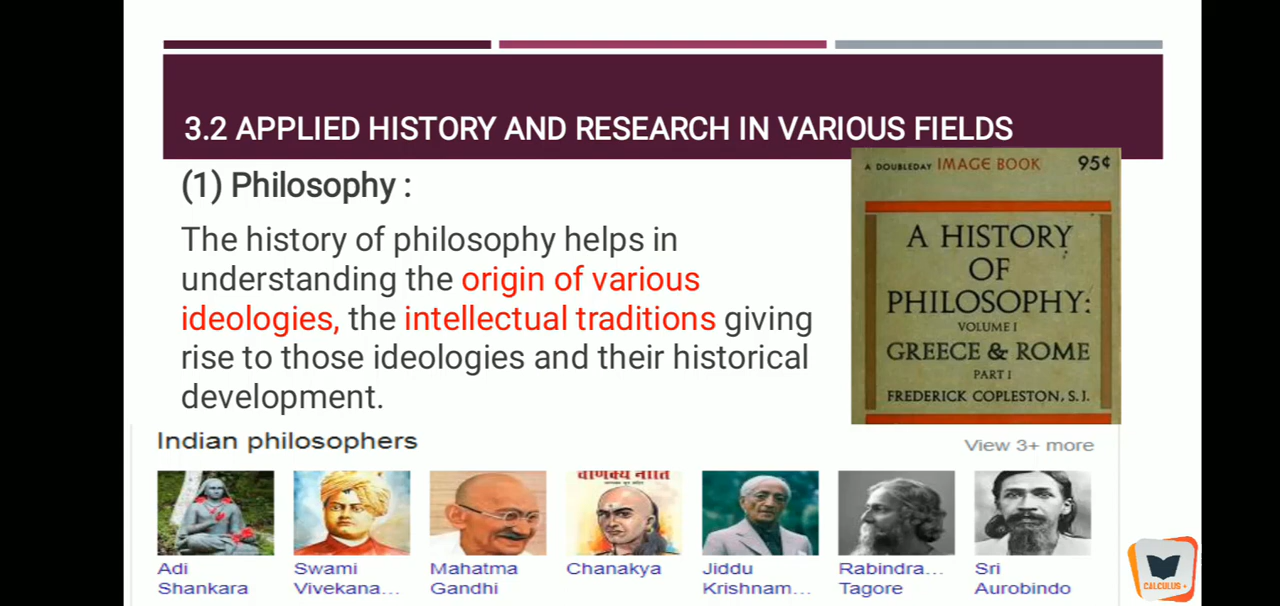 3.2 APPLIED HISTORY AND RESEARCH IN VARIOUS FIELDS
(1) Philosophy :
The history of philosophy helps in
understanding the origin of various
ideologies, the intellectual traditions giving
rise to those ideologies and their historical
development.
A DOUBLEDAY IMAGE BOOK 95¢
A HISTORY
OF
PHILOSOPHY:
VOLUME I
GREECE & ROME
PART I
FREDERICK COPLESTON, S.J.
Indian philosophers
View 3+ more
चाणक्य नीति
Adi
Shankara
Swami
Vivekana...
Mahatma
Gandhi
Chanakya
Jiddu
Krishnam...
Rabindra...
Tagore
Sri
Aurobindo
CALCULUS +